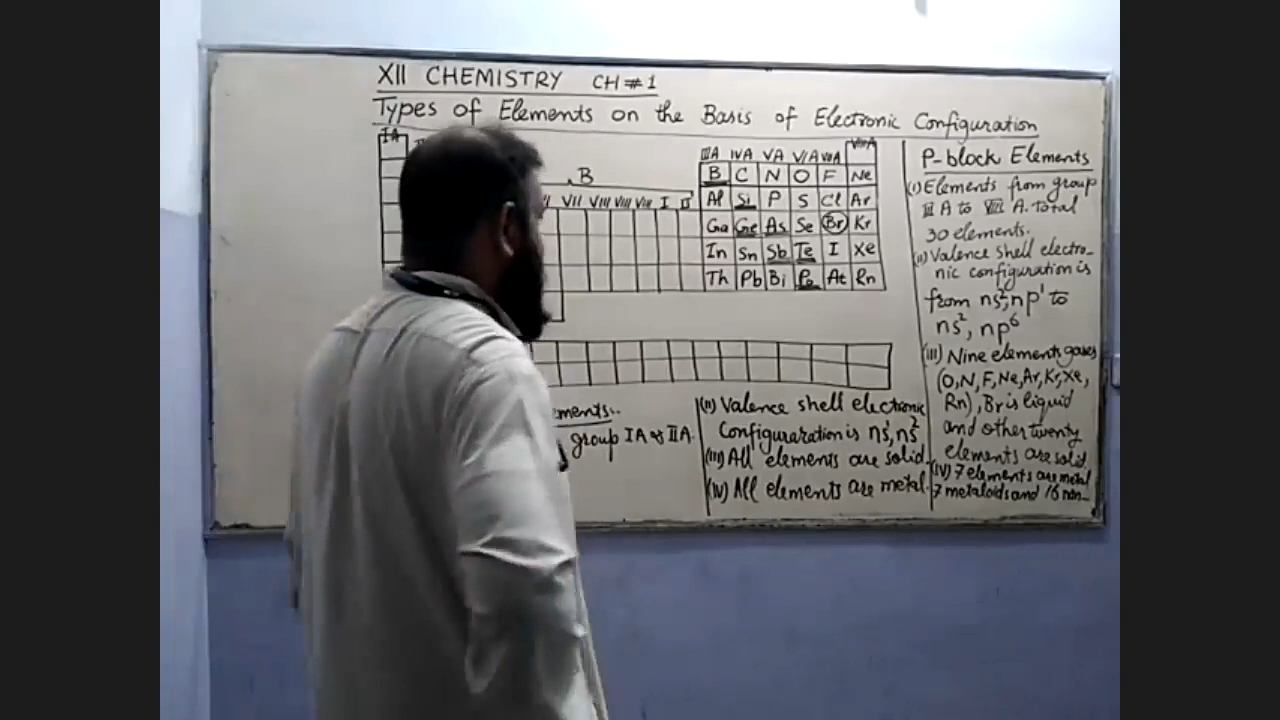 XII CHEMISTRY CH # 1
Types of Elements on the Basis of Electronic Configuration
IA
B
VII VIII VIII VIII I II
IIIA IVA VA VIA VIIA VIIIA
B C N O F Ne
Al Si P S Cl Ar
Ga Ge As Se Br Kr
In Sn Sb Te I Xe
Th Pb Bi Po At Rn
ements..
group IA & IIA.
(II) Valence shell electronic
Configuraration is ns¹, ns²
(III) All elements are solid.
(IV) All elements are metal.
P-block Elements
(I) Elements from group
III A to VIII A. Total
30 elements.
(II) Valence shell electro-
nic configuration is
from ns², np¹ to
ns², np⁶
(III) Nine elements gases
(O, N, F, Ne, Ar, Kr, Xe,
Rn), Br is liquid
and other twenty
elements are solid.
(IV) 7 elements are metal
7 metaloids and 16 non-